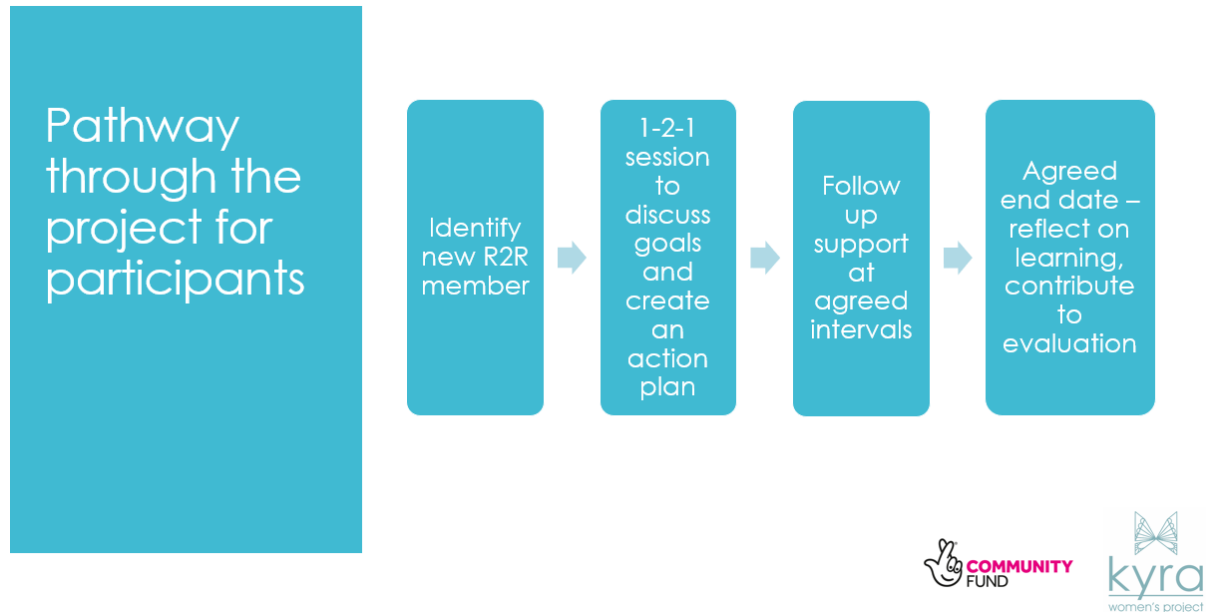 Pathway
through the
project for
participants
Identify
new R2R
member
1-2-1
session
to
discuss
goals
and
create
an
action
plan
Follow
up
support
at
agreed
intervals
Agreed
end date –
reflect on
learning,
contribute
to
evaluation
COMMUNITY
FUND
kyra
women's project